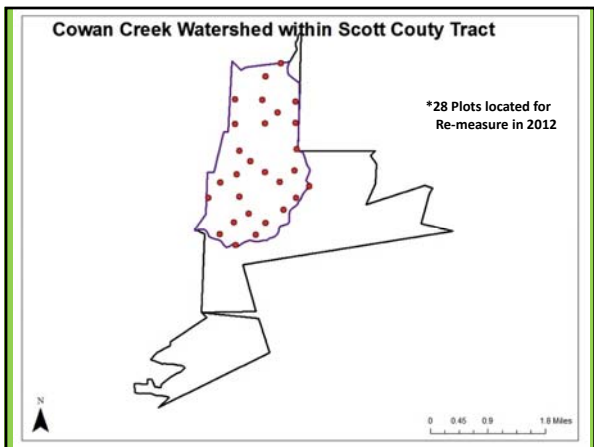 Cowan Creek Watershed within Scott Couty Tract
*28 Plots located for
Re-measure in 2012
N
0 0.45 0.9 1.8 Miles